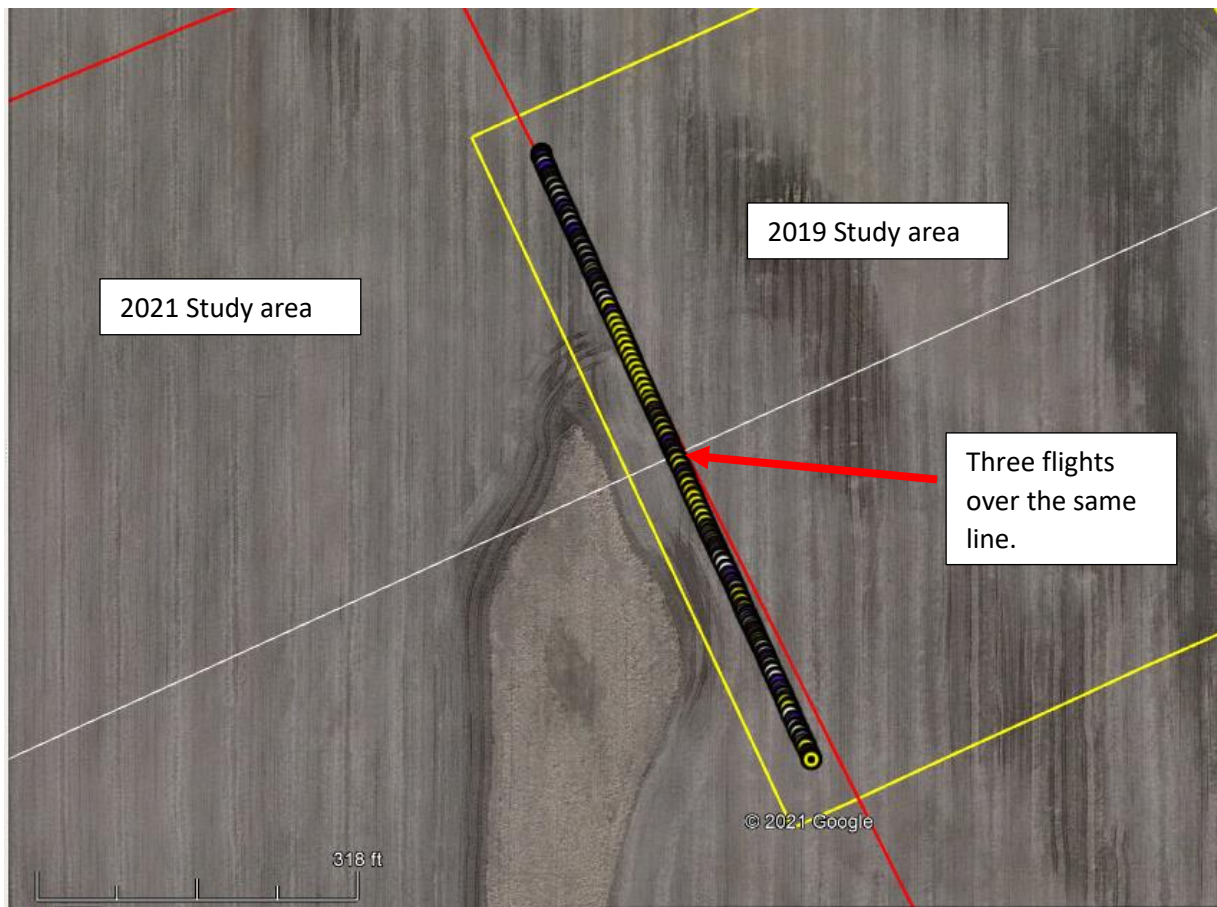 2019 Study area
2021 Study area
Three flights
over the same
line.
© 2021 Google
318 ft